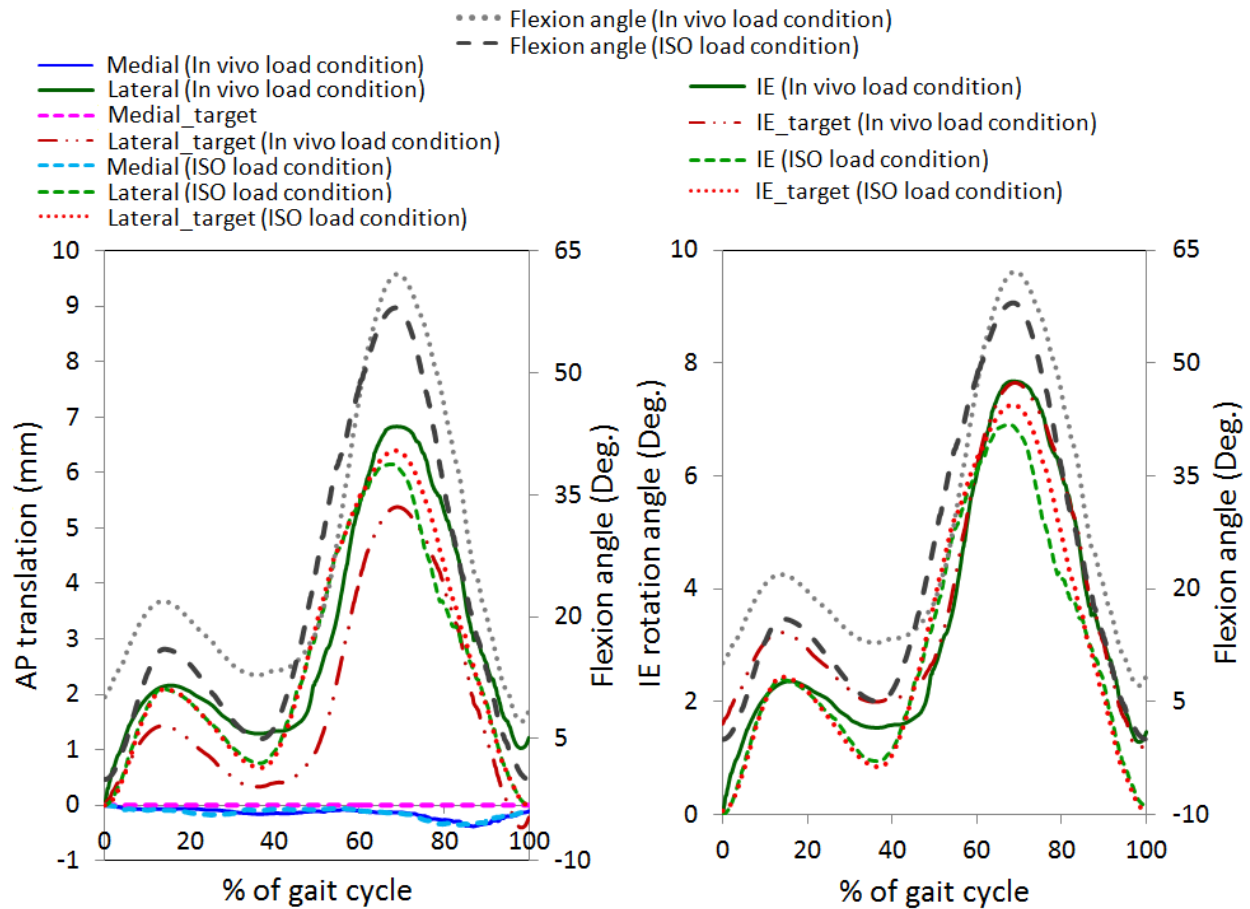 Flexion angle (In vivo load condition)
Flexion angle (ISO load condition)
Medial (In vivo load condition)
Lateral (In vivo load condition)
Medial_target
Lateral_target (In vivo load condition)
Medial (ISO load condition)
Lateral (ISO load condition)
Lateral_target (ISO load condition)
IE (In vivo load condition)
IE_target (In vivo load condition)
IE (ISO load condition)
IE_target (ISO load condition)
AP translation (mm)
10
9
8
7
6
5
4
3
2
1
0
-1
0 20 40 60 80 100
% of gait cycle
65
50
35
20
5
-10
Flexion angle (Deg.)
IE rotation angle (Deg.)
10
8
6
4
2
0
0 20 40 60 80 100
% of gait cycle
65
50
35
20
5
-10
Flexion angle (Deg.)